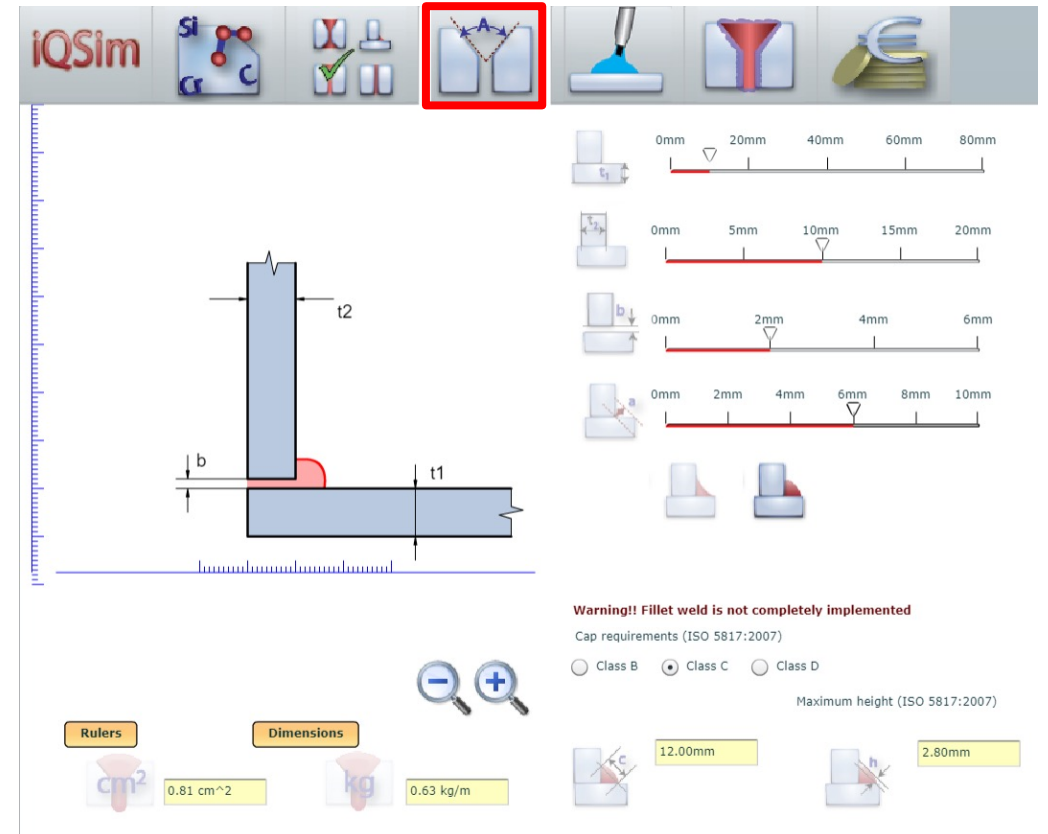 iQSim
Si
Cr
C
A
0mm 20mm 40mm 60mm 80mm
t1
t2
0mm 5mm 10mm 15mm 20mm
t2
b
0mm 2mm 4mm 6mm
a
0mm 2mm 4mm 6mm 8mm 10mm
b
t1
Warning!! Fillet weld is not completely implemented
Cap requirements (ISO 5817:2007)
Class B Class C Class D
Maximum height (ISO 5817:2007)
Rulers Dimensions
c
12.00mm
h
2.80mm
cm2
0.81 cm^2
kg
0.63 kg/m